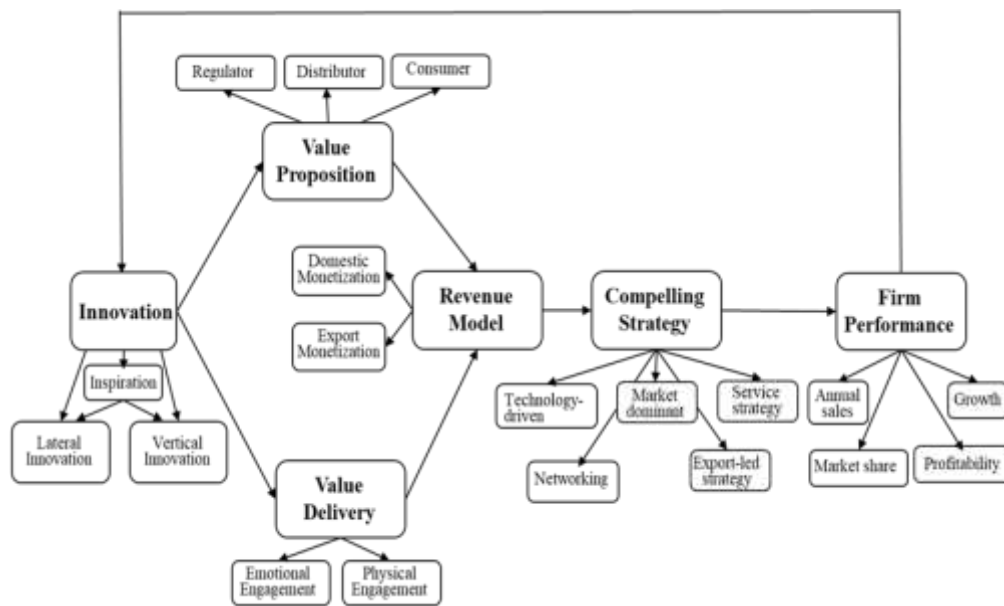 Regulator
Distributor
Consumer
Value
Proposition
Domestic
Monetization
Export
Monetization
Innovation
Revenue
Model
Compelling
Strategy
Firm
Performance
Inspiration
Lateral
Innovation
Vertical
Innovation
Technology-
driven
Market
dominant
Service
strategy
Networking
Export-led
strategy
Annual
sales
Growth
Market share
Profitability
Value
Delivery
Emotional
Engagement
Physical
Engagement